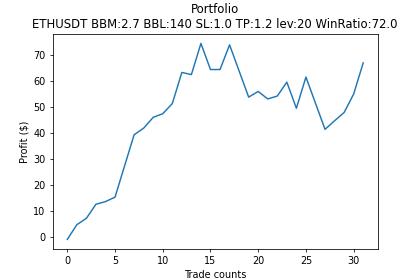 Portfolio
ETHUSDT BBM:2.7 BBL:140 SL:1.0 TP:1.2 lev:20 WinRatio:72.0
70
60
50
40
30
20
10
0
Profit ($)
0 5 10 15 20 25 30
Trade counts